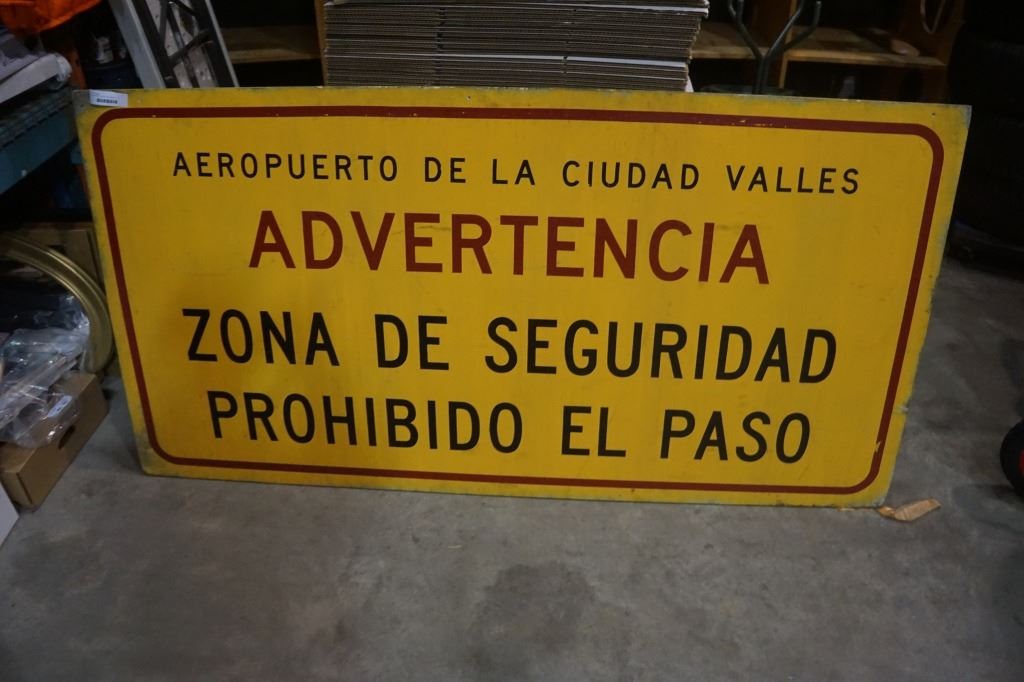 AEROPUERTO DE LA CIUDAD VALLES
ADVERTENCIA
ZONA DE SEGURIDAD
PROHIBIDO EL PASO